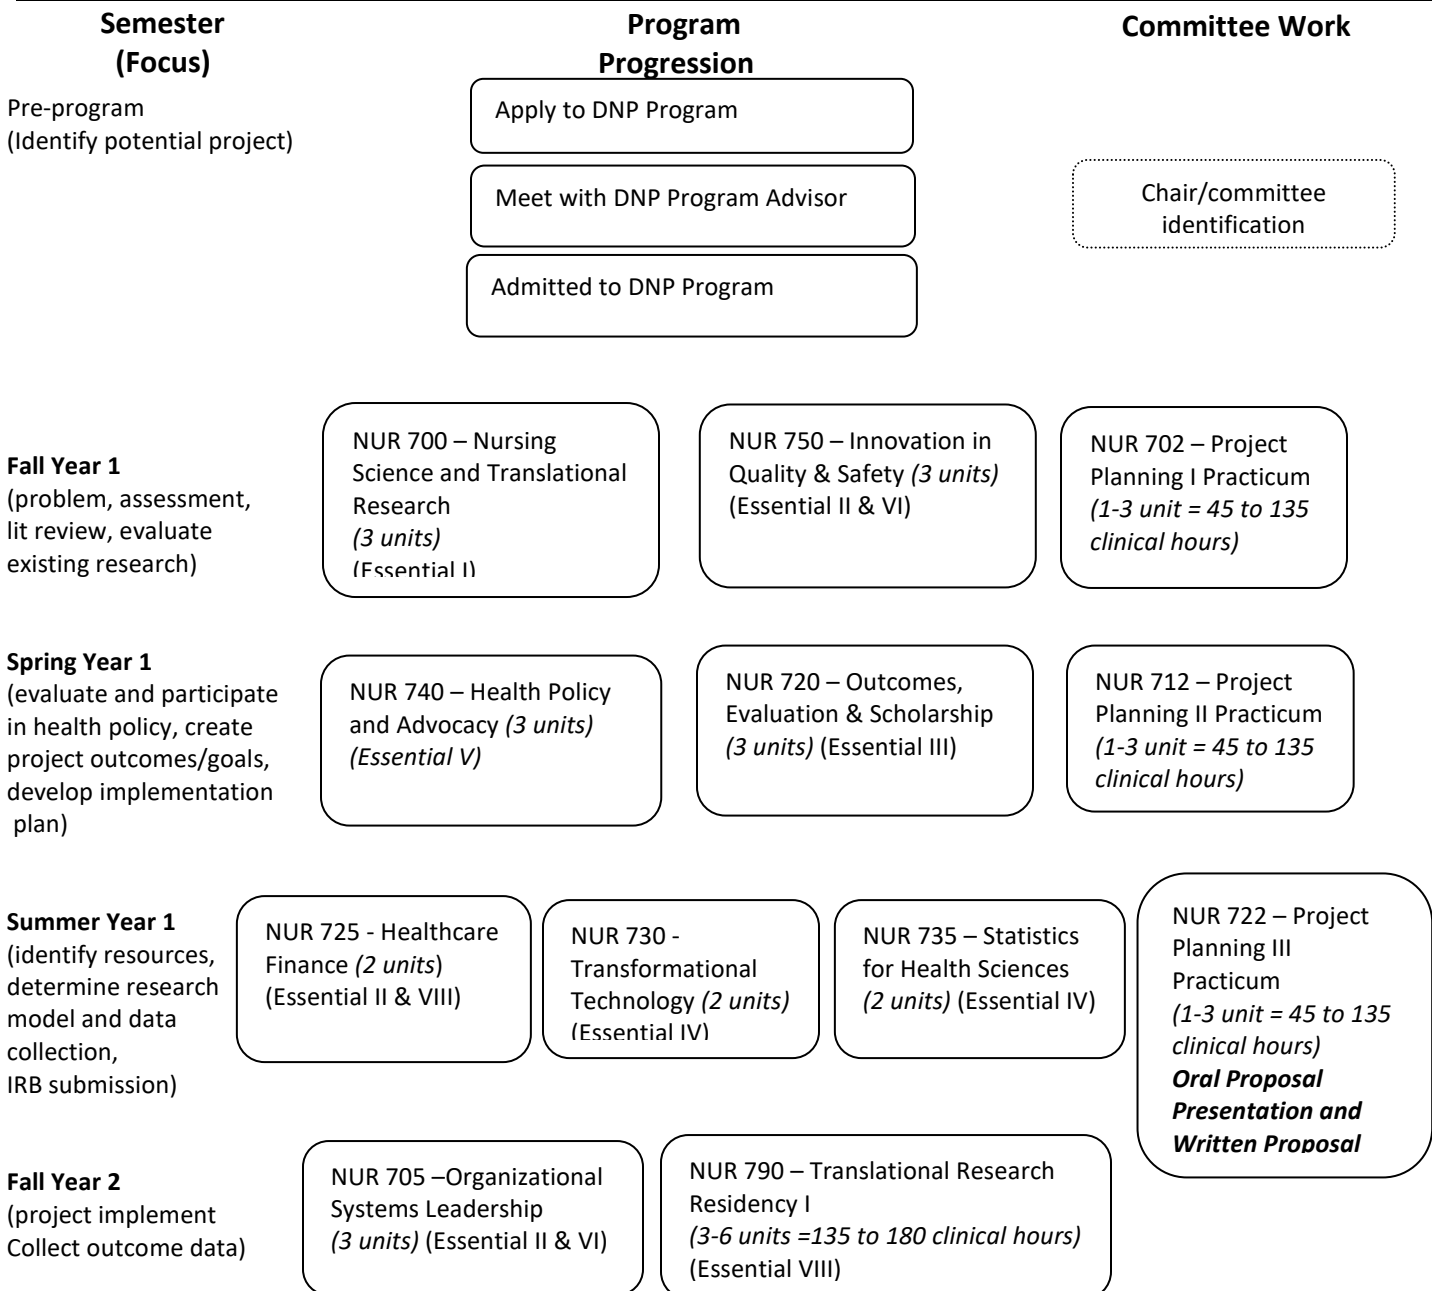 Semester
(Focus)
Program
Progression
Committee Work
Pre-program
(Identify potential project)
Apply to DNP Program
Meet with DNP Program Advisor
Chair/committee
identification
Admitted to DNP Program
Fall Year 1
(problem, assessment,
lit review, evaluate
existing research)
NUR 700 – Nursing
Science and Translational
Research
(3 units)
(Essential I)
NUR 750 – Innovation in
Quality & Safety (3 units)
(Essential II & VI)
NUR 702 – Project
Planning I Practicum
(1-3 unit = 45 to 135
clinical hours)
Spring Year 1
(evaluate and participate
in health policy, create
project outcomes/goals,
develop implementation
plan)
NUR 740 – Health Policy
and Advocacy (3 units)
(Essential V)
NUR 720 – Outcomes,
Evaluation & Scholarship
(3 units) (Essential III)
NUR 712 – Project
Planning II Practicum
(1-3 unit = 45 to 135
clinical hours)
Summer Year 1
(identify resources,
determine research
model and data
collection,
IRB submission)
NUR 725 - Healthcare
Finance (2 units)
(Essential II & VIII)
NUR 730 -
Transformational
Technology (2 units)
(Essential IV)
NUR 735 – Statistics
for Health Sciences
(2 units) (Essential IV)
NUR 722 – Project
Planning III
Practicum
(1-3 unit = 45 to 135
clinical hours)
Oral Proposal
Presentation and
Written Proposal
Fall Year 2
(project implement
Collect outcome data)
NUR 705 –Organizational
Systems Leadership
(3 units) (Essential II & VI)
NUR 790 – Translational Research
Residency I
(3-6 units =135 to 180 clinical hours)
(Essential VIII)